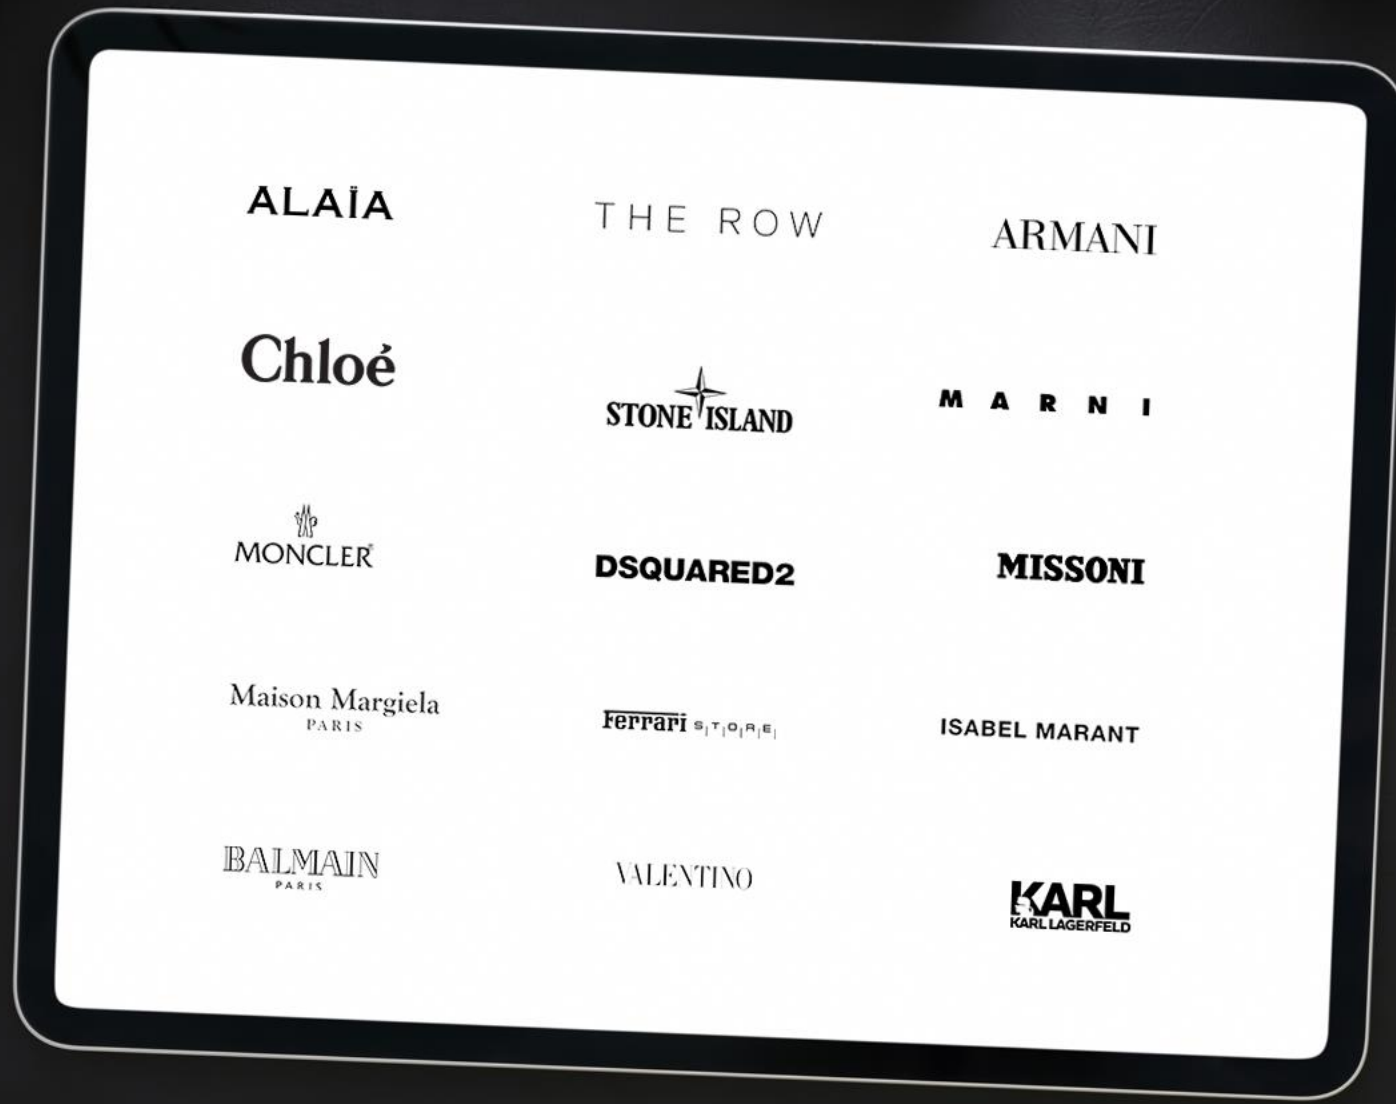 ALAÏA
THE ROW
ARMANI
Chloé
STONE ISLAND
MARNI
MONCLER
DSQUARED2
MISSONI
Maison Margiela
PARIS
Ferrari STORE
ISABEL MARANT
BALMAIN
PARIS
VALENTINO
KARL
KARL LAGERFELD